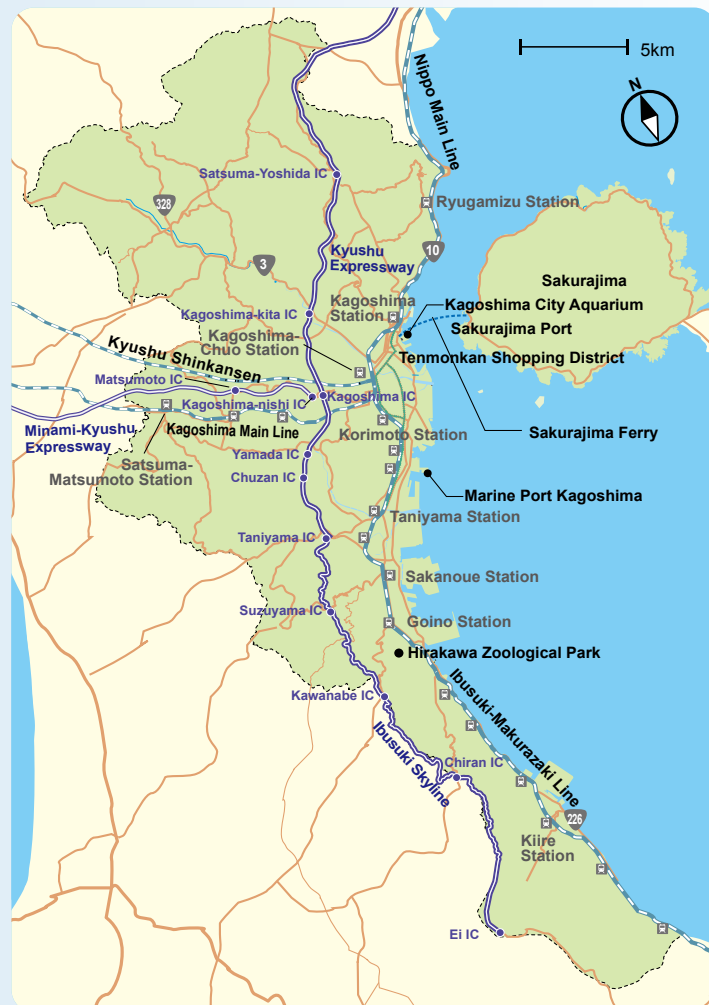 5km
N
Nippo Main Line
Satsuma-Yoshida IC
328
Ryugamizu Station
10
3
Kyushu
Expressway
Sakurajima
Kagoshima
Station
Kagoshima City Aquarium
Kagoshima-kita IC
Sakurajima Port
Kagoshima-
Chuo Station
Kyushu Shinkansen
Tenmonkan Shopping District
Matsumoto IC
Kagoshima-nishi IC
Kagoshima IC
Minami-Kyushu
Expressway
Kagoshima Main Line
Korimoto Station
Sakurajima Ferry
Yamada IC
Satsuma-
Matsumoto Station
Chuzan IC
Marine Port Kagoshima
Taniyama Station
Taniyama IC
Sakanoue Station
Suzuyama IC
Goino Station
Hirakawa Zoological Park
Kawanabe IC
Ibusuki-Makurazaki Line
Ibusuki Skyline
Chiran IC
226
Kiire
Station
Ei IC